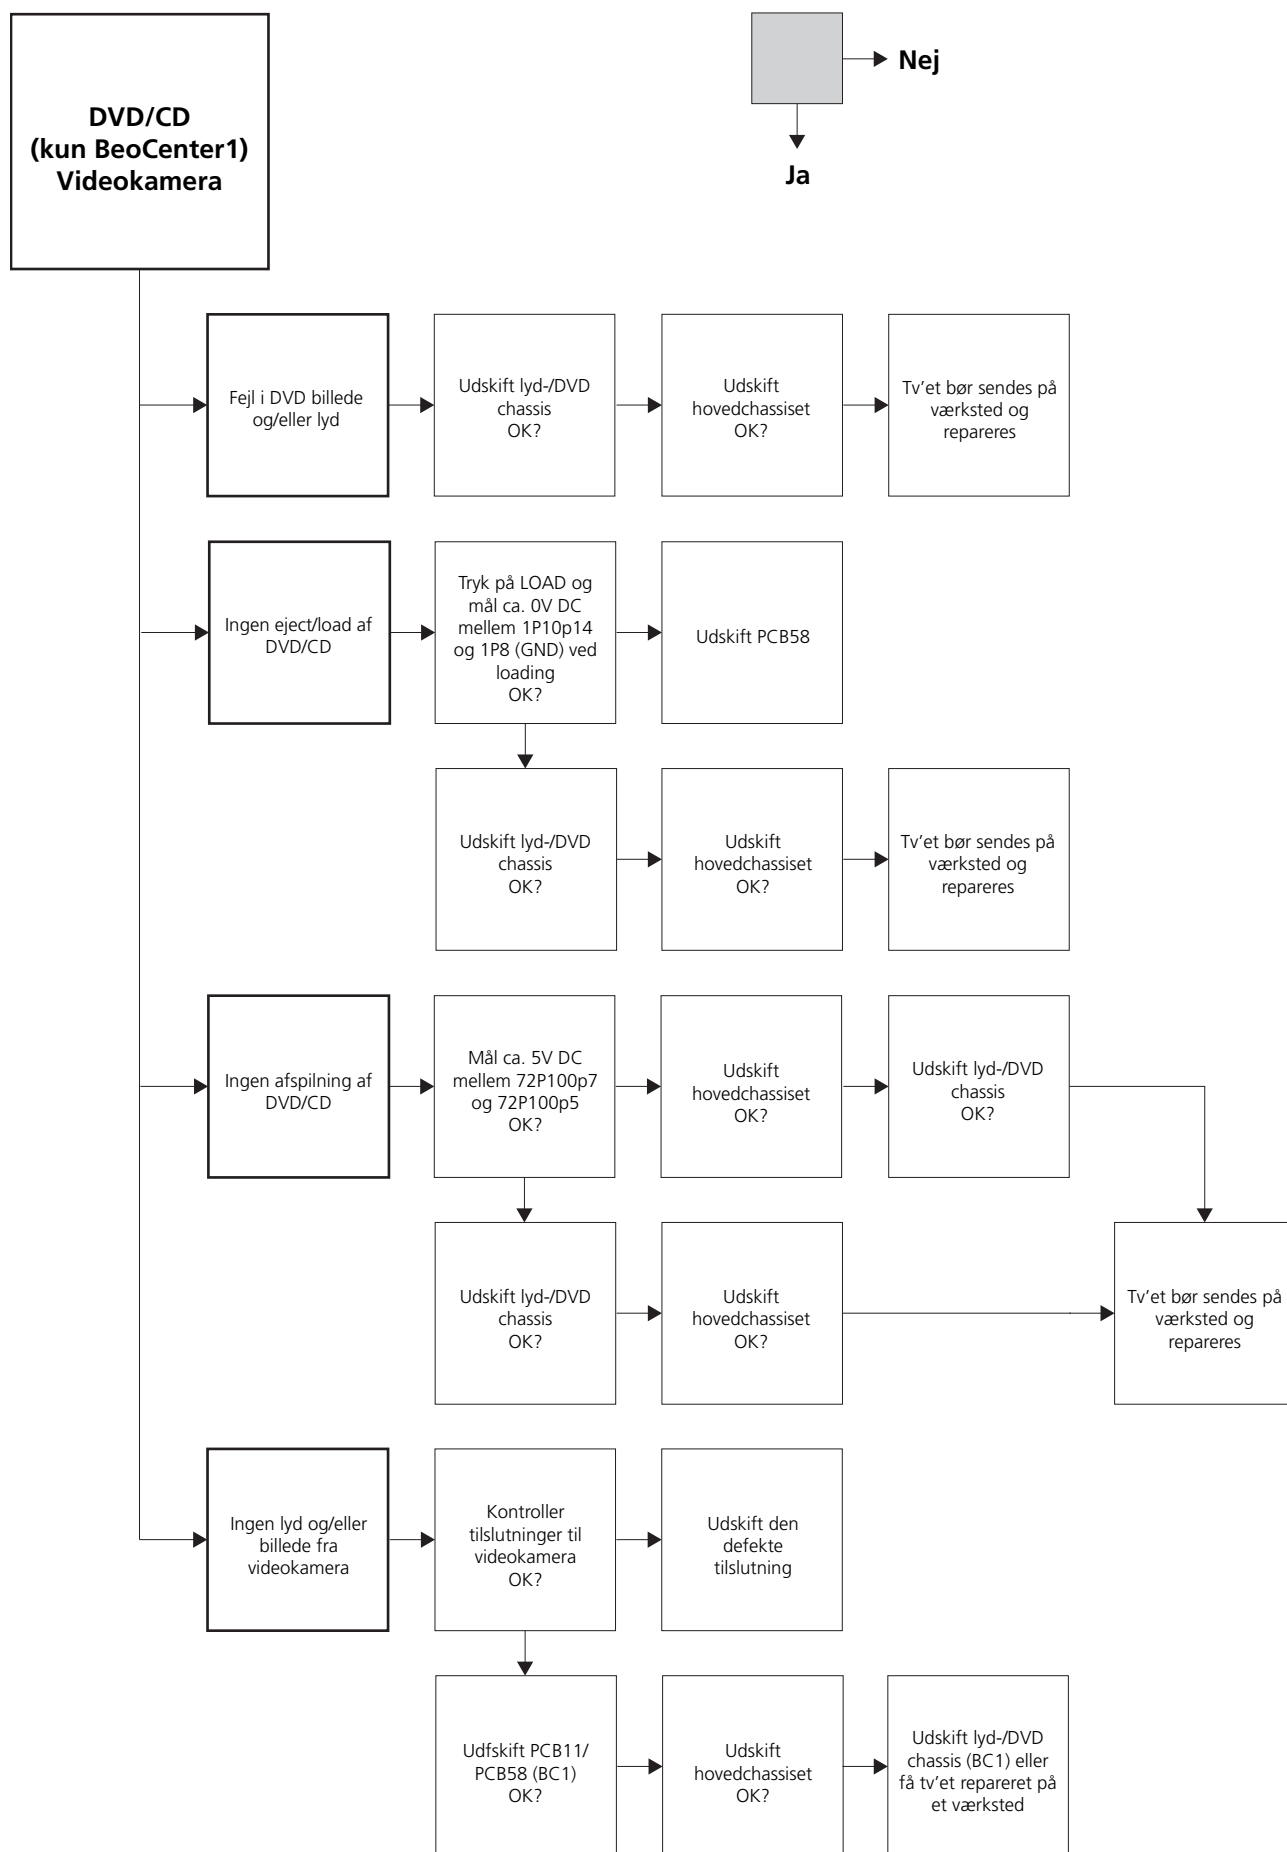 DVD/CD
(kun BeoCenter1)
Videokamera
Nej
Ja
Fejl i DVD billede
og/eller lyd
Udskift lyd-/DVD
chassis
OK?
Udskift
hovedchassiset
OK?
Tv'et bør sendes på
værksted og
repareres
Ingen eject/load af
DVD/CD
Tryk på LOAD og
mål ca. 0V DC
mellem 1P10p14
og 1P8 (GND) ved
loading
OK?
Udskift PCB58
Udskift lyd-/DVD
chassis
OK?
Udskift
hovedchassiset
OK?
Tv'et bør sendes på
værksted og
repareres
Ingen afspilning af
DVD/CD
Mål ca. 5V DC
mellem 72P100p7
og 72P100p5
OK?
Udskift
hovedchassiset
OK?
Udskift lyd-/DVD
chassis
OK?
Udskift lyd-/DVD
chassis
OK?
Udskift
hovedchassiset
OK?
Tv'et bør sendes på
værksted og
repareres
Ingen lyd og/eller
billede fra
videokamera
Kontroller
tilslutninger til
videokamera
OK?
Udskift den
defekte
tilslutning
Udfskift PCB11/
PCB58 (BC1)
OK?
Udskift
hovedchassiset
OK?
Udskift lyd-/DVD
chassis (BC1) eller
få tv'et repareret på
et værksted